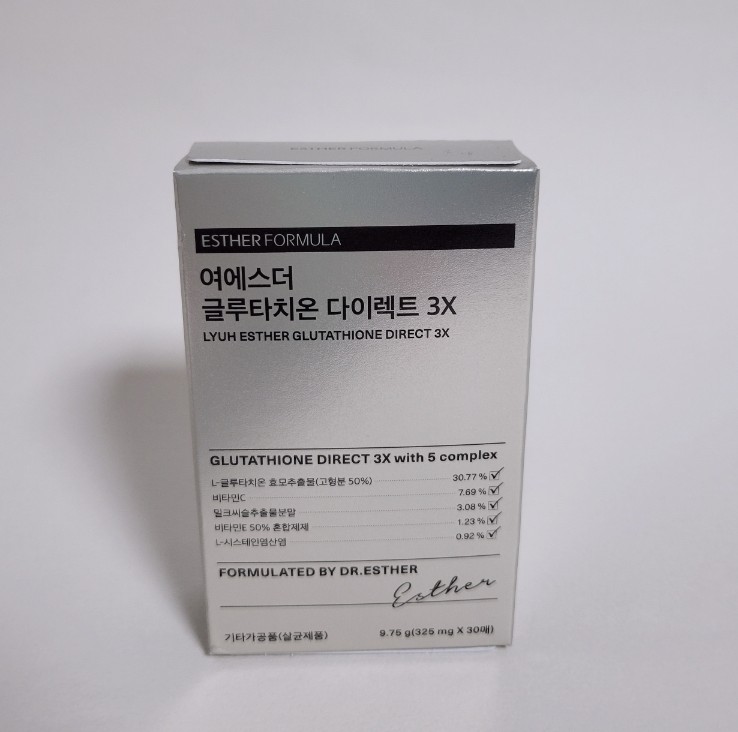 ESTHER FORMULA
ESTHER FORMULA
여에스더
글루타치온 다이렉트 3X
LYUH ESTHER GLUTATHIONE DIRECT 3X
GLUTATHIONE DIRECT 3X with 5 complex
L-글루타치온 효모추출물(고형분 50%) 30.77 %
비타민C 7.69 %
밀크씨슬추출물분말 3.08 %
비타민E 50% 혼합제제 1.23 %
L-시스테인염산염 0.92 %
FORMULATED BY DR.ESTHER
Esther
기타가공품(살균제품) 9.75 g(325 mg X 30매)